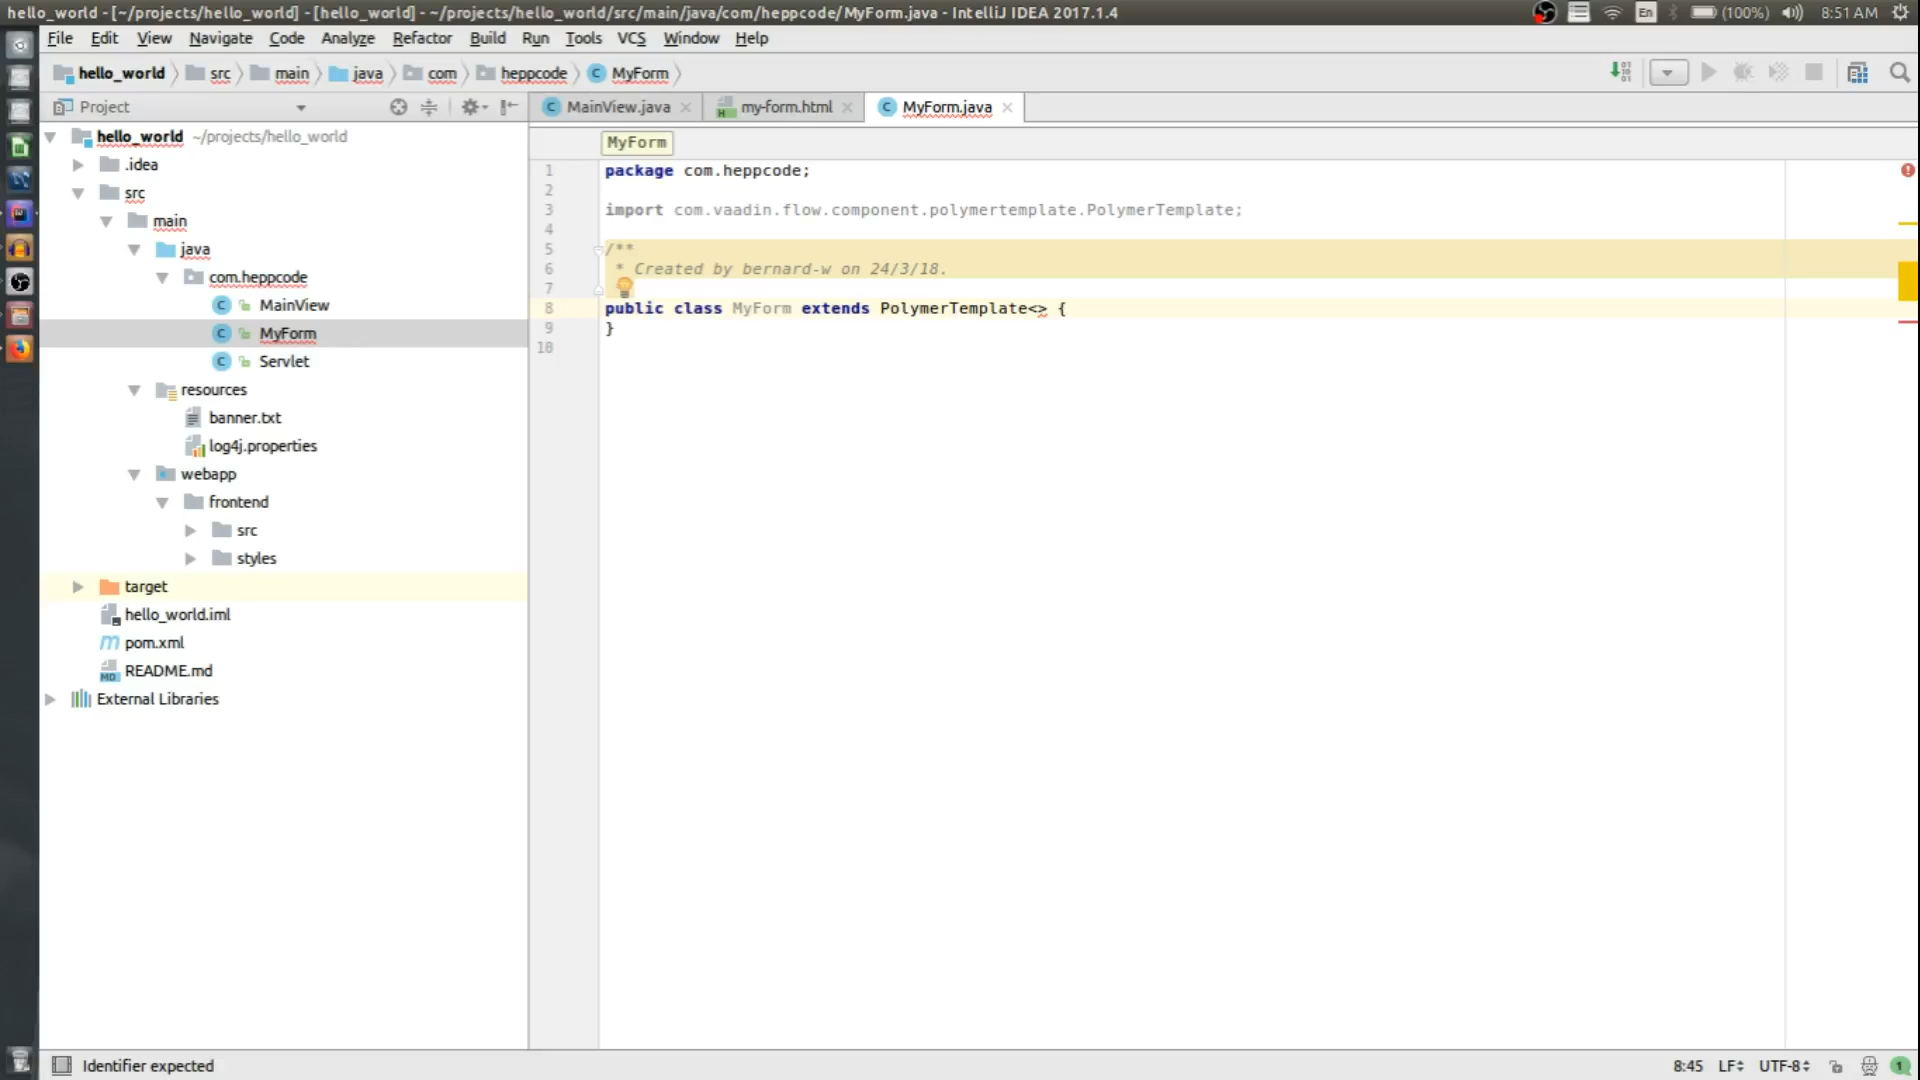 hello_world - [~/projects/hello_world] - [hello_world] - ~/projects/hello_world/src/main/java/com/heppcode/MyForm.java - IntelliJ IDEA 2017.1.4
En (100%) 8:51 AM
File Edit View Navigate Code Analyze Refactor Build Run Tools VCS Window Help
hello_world src main java com heppcode MyForm
Project
MainView.java my-form.html MyForm.java
hello_world ~/projects/hello_world
.idea
src
main
java
com.heppcode
MainView
MyForm
Servlet
resources
banner.txt
log4j.properties
webapp
frontend
src
styles
target
hello_world.iml
pom.xml
README.md
External Libraries
MyForm
1 package com.heppcode;
2
3 import com.vaadin.flow.component.polymertemplate.PolymerTemplate;
4
5 /**
6 * Created by bernard-w on 24/3/18.
7
8 public class MyForm extends PolymerTemplate<> {
9 }
10
Identifier expected
8:45 LF UTF-8 1